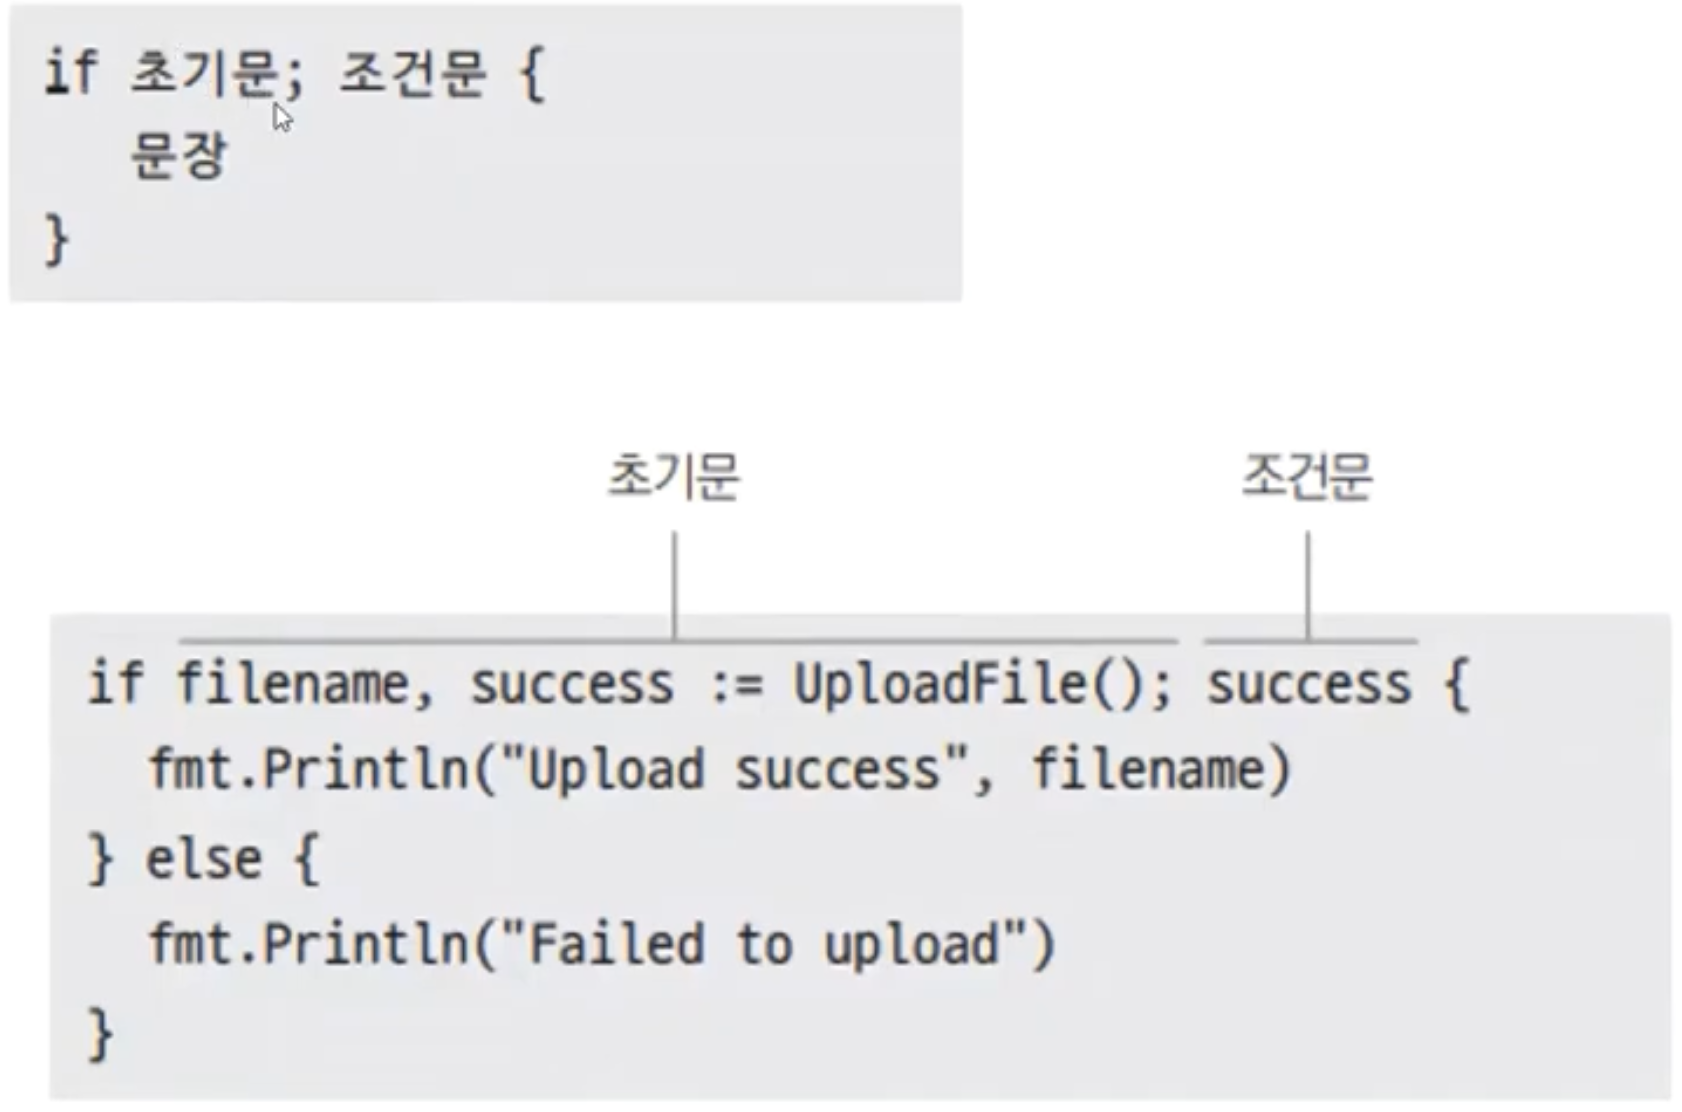 if 초기문; 조건문 {
문장
}
초기문 조건문
if filename, success := UploadFile(); success {
fmt.Println("Upload success", filename)
} else {
fmt.Println("Failed to upload")
}